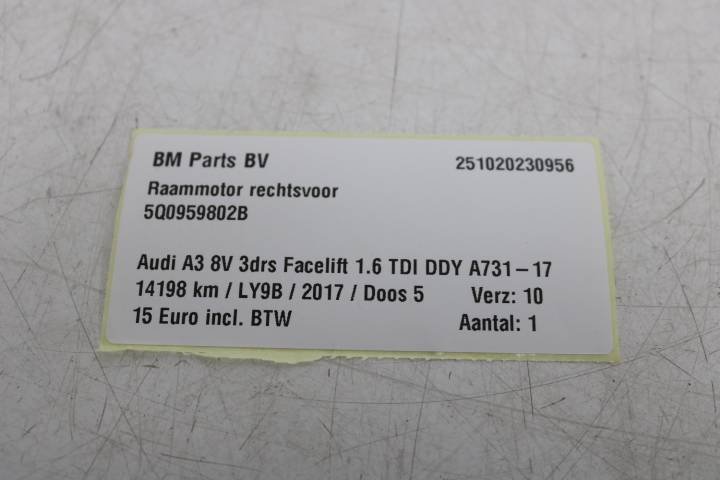 BM Parts BV 251020230956
Raammotor rechtsvoor
5Q0959802B
Audi A3 8V 3drs Facelift 1.6 TDI DDY A731-17
14198 km / LY9B / 2017 / Doos 5 Verz: 10
15 Euro incl. BTW Aantal: 1